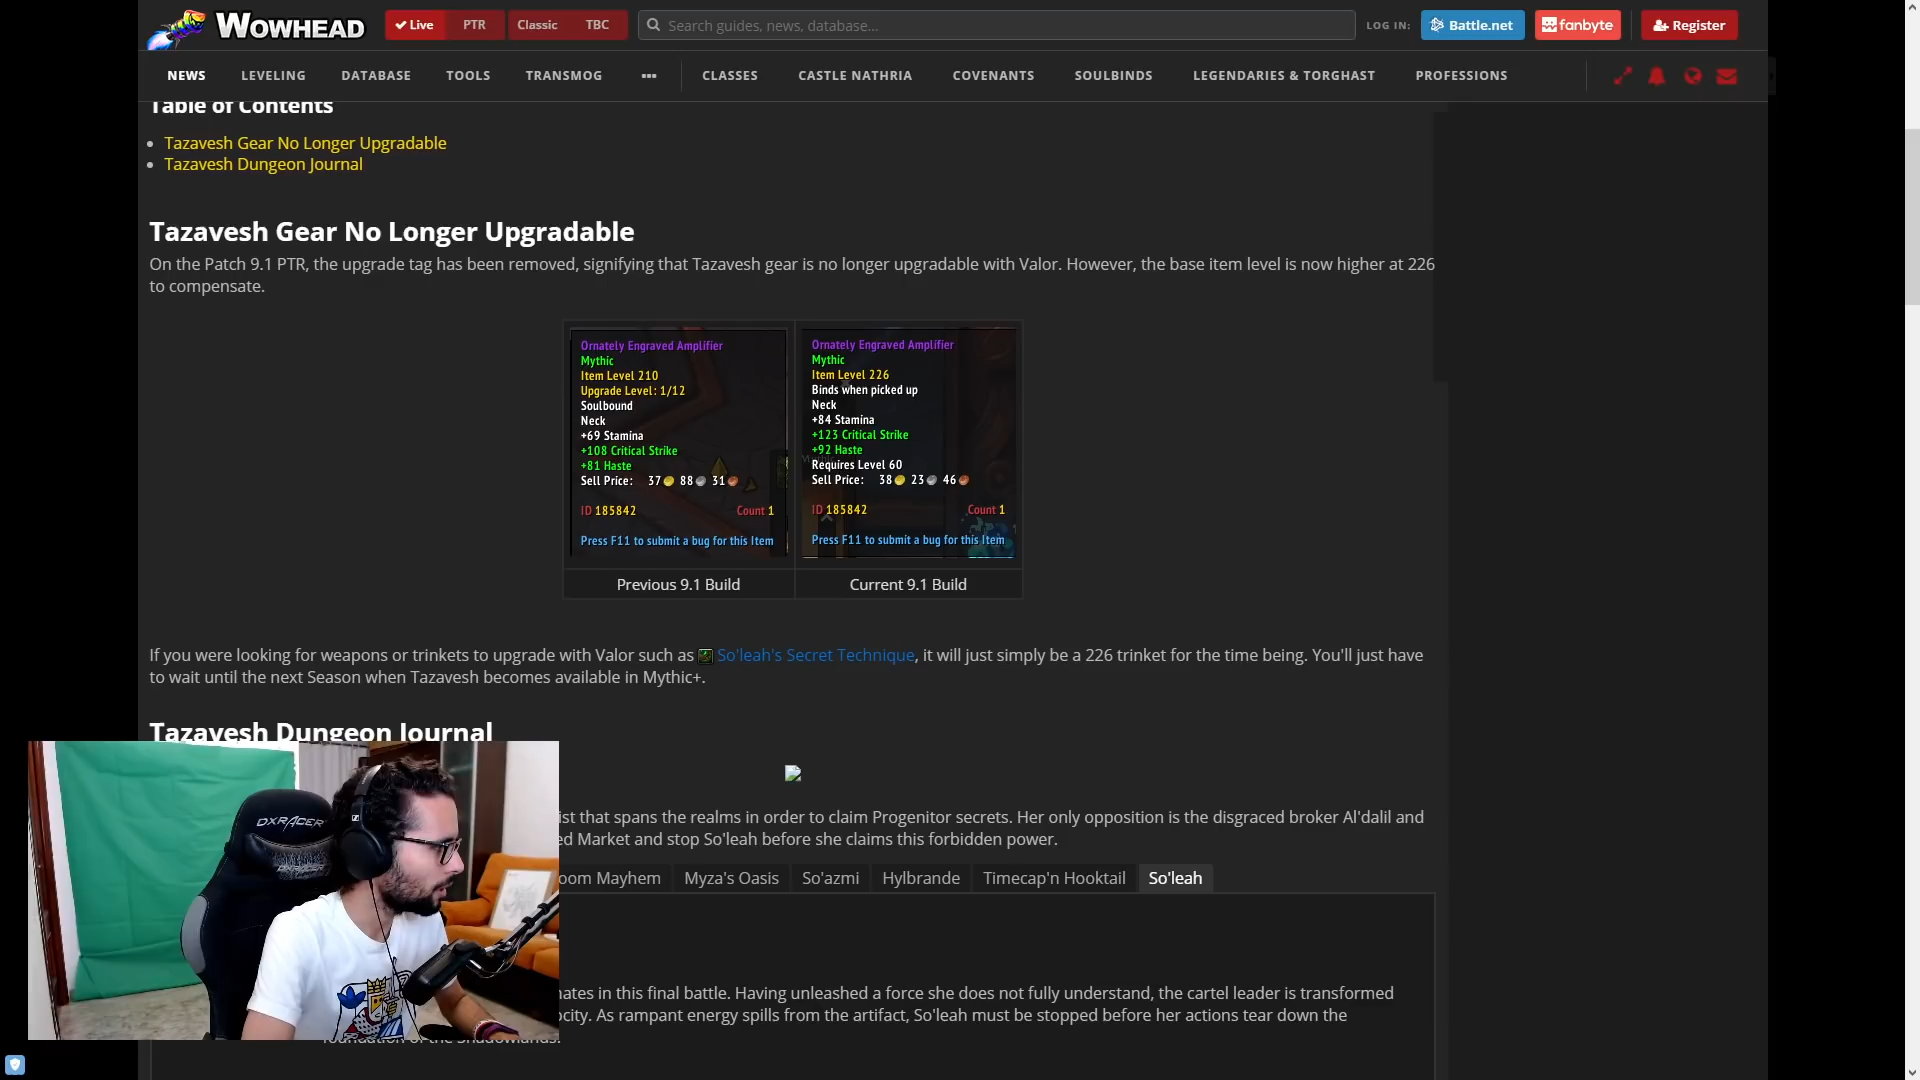 WOWHEAD
Live PTR Classic TBC
Search guides, news, database...
LOG IN: Battle.net fanbyte Register
NEWS LEVELING DATABASE TOOLS TRANSMOG ••• CLASSES CASTLE NATHRIA COVENANTS SOULBINDS LEGENDARIES & TORGHAST PROFESSIONS
Table of Contents
Tazavesh Gear No Longer Upgradable
Tazavesh Dungeon Journal
Tazavesh Gear No Longer Upgradable
On the Patch 9.1 PTR, the upgrade tag has been removed, signifying that Tazavesh gear is no longer upgradable with Valor. However, the base item level is now higher at 226
to compensate.
Ornately Engraved Amplifier
Mythic
Item Level 210
Upgrade Level: 1/12
Soulbound
Neck
+69 Stamina
+108 Critical Strike
+81 Haste
Sell Price: 37 88 31
ID 185842 Count 1
Press F11 to submit a bug for this Item
Previous 9.1 Build
Ornately Engraved Amplifier
Mythic
Item Level 226
Binds when picked up
Neck
+84 Stamina
+123 Critical Strike
+92 Haste
Requires Level 60
Sell Price: 38 23 46
ID 185842 Count 1
Press F11 to submit a bug for this Item
Current 9.1 Build
If you were looking for weapons or trinkets to upgrade with Valor such as So'leah's Secret Technique, it will just simply be a 226 trinket for the time being. You'll just have
to wait until the next Season when Tazavesh becomes available in Mythic+.
Tazavesh Dungeon Journal
ist that spans the realms in order to claim Progenitor secrets. Her only opposition is the disgraced broker Al'dalil and
ed Market and stop So'leah before she claims this forbidden power.
oom Mayhem Myza's Oasis So'azmi Hylbrande Timecap'n Hooktail So'leah
nates in this final battle. Having unleashed a force she does not fully understand, the cartel leader is transformed
ocity. As rampant energy spills from the artifact, So'leah must be stopped before her actions tear down the
foundation of the Shadowlands.
DXRACER
DXRACER